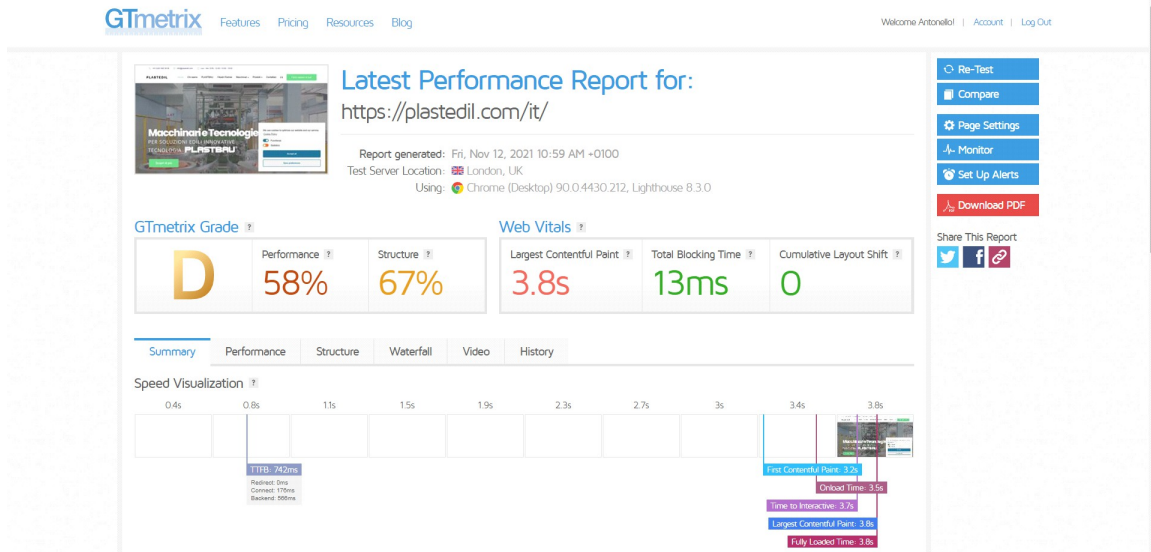 GTmetrix Features Pricing Resources Blog Welcome Antonello! | Account | Log Out
Latest Performance Report for:
https://plastedil.com/it/
PLASTEDIL
Macchinari e Tecnologie
PER SOLUZIONI EDILI INNOVATIVE
TECNOLOGIA PLASTBAU
Report generated: Fri, Nov 12, 2021 10:59 AM +0100
Test Server Location: London, UK
Using: Chrome (Desktop) 90.0.4430.212, Lighthouse 8.3.0
Re-Test
Compare
Page Settings
Monitor
Set Up Alerts
Download PDF
Share This Report
GTmetrix Grade ?
D
Performance ?
58%
Structure ?
67%
Web Vitals ?
Largest Contentful Paint ?
3.8s
Total Blocking Time ?
13ms
Cumulative Layout Shift ?
0
Summary Performance Structure Waterfall Video History
Speed Visualization ?
0.4s 0.8s 1.1s 1.5s 1.9s 2.3s 2.7s 3s 3.4s 3.8s
TTFB: 742ms
Redirect: 0ms
Connect: 176ms
Backend: 566ms
First Contentful Paint: 3.2s
Onload Time: 3.5s
Time to Interactive: 3.7s
Largest Contentful Paint: 3.8s
Fully Loaded Time: 3.8s